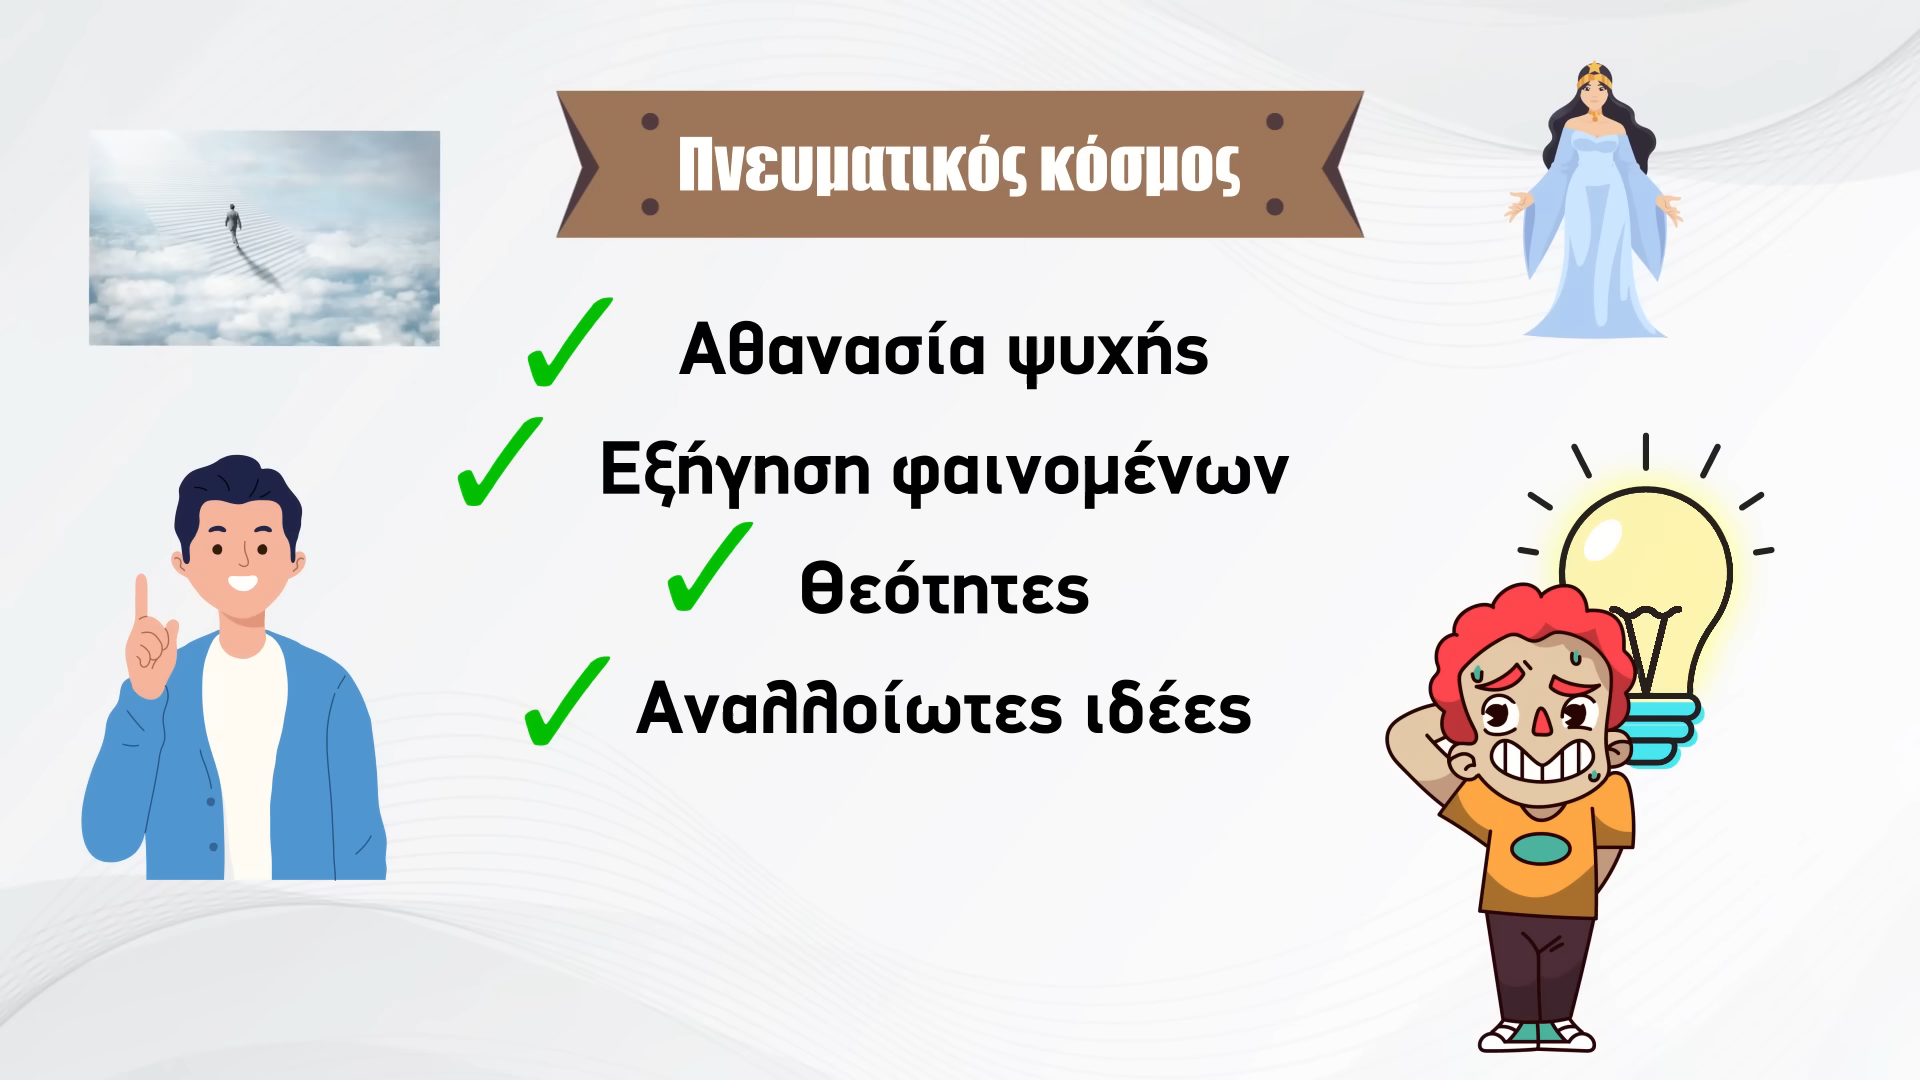 Πνευματικός κόσμος
Αθανασία ψυχής
Εξήγηση φαινομένων
Θεότητες
Αναλλοίωτες ιδέες